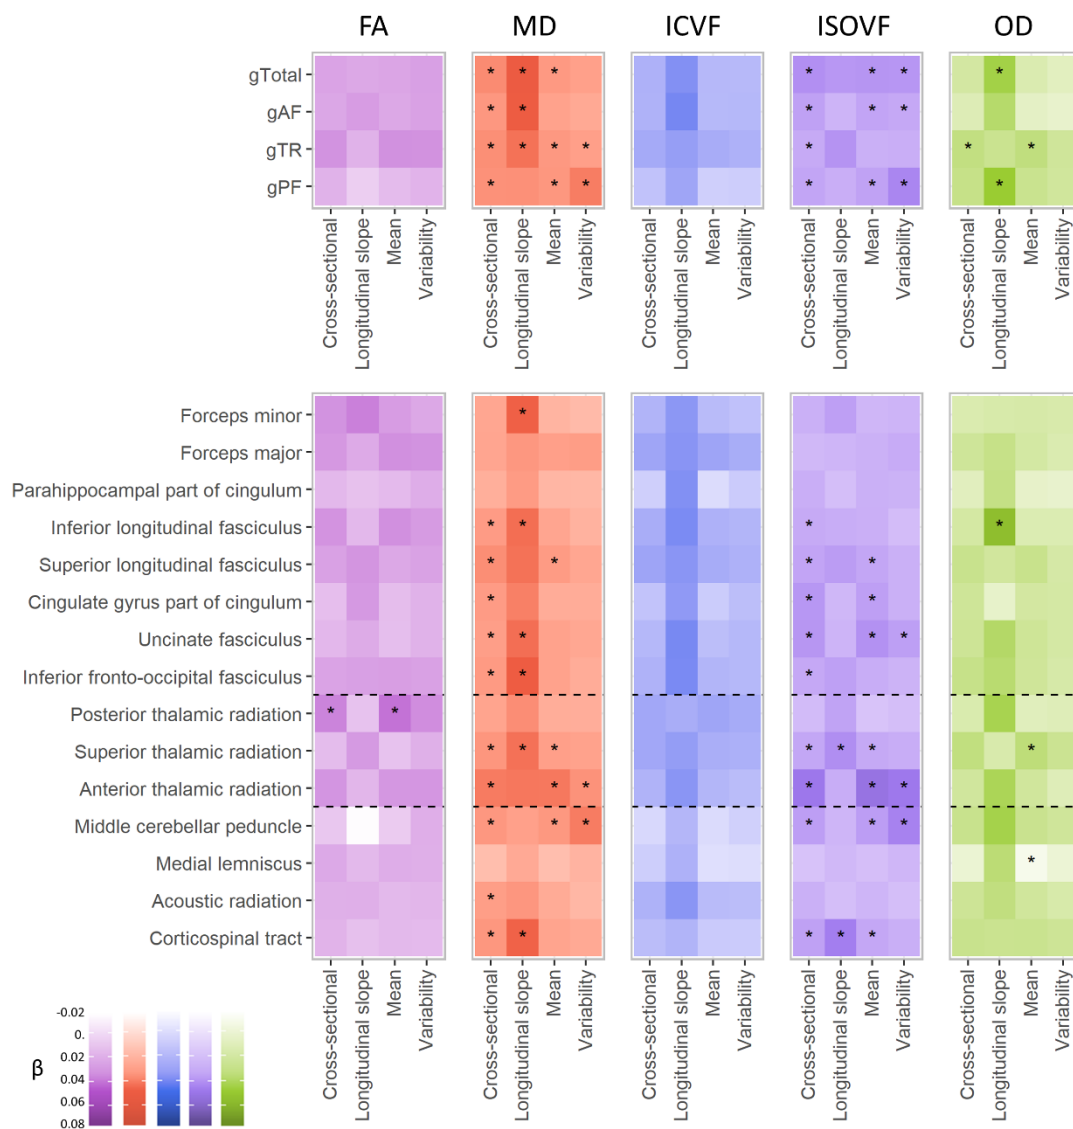 FA MD ICVF ISOVF OD
gTotal * * * * * * *
gAF * * * * *
gTR * * * * * * *
gPF * * * * * * *
Cross-sectional Longitudinal slope Mean Variability Cross-sectional Longitudinal slope Mean Variability Cross-sectional Longitudinal slope Mean Variability Cross-sectional Longitudinal slope Mean Variability Cross-sectional Longitudinal slope Mean Variability
Forceps minor *
Forceps major
Parahippocampal part of cingulum
Inferior longitudinal fasciculus * * * *
Superior longitudinal fasciculus * * * *
Cingulate gyrus part of cingulum * * *
Uncinate fasciculus * * * * *
Inferior fronto-occipital fasciculus * * *
Posterior thalamic radiation * *
Superior thalamic radiation * * * * * * *
Anterior thalamic radiation * * * * * *
Middle cerebellar peduncle * * * * * *
Medial lemniscus *
Acoustic radiation *
Corticospinal tract * * * * *
Cross-sectional Longitudinal slope Mean Variability Cross-sectional Longitudinal slope Mean Variability Cross-sectional Longitudinal slope Mean Variability Cross-sectional Longitudinal slope Mean Variability Cross-sectional Longitudinal slope Mean Variability
-0.02
0.
0.02
β
0.04
0.06
0.08